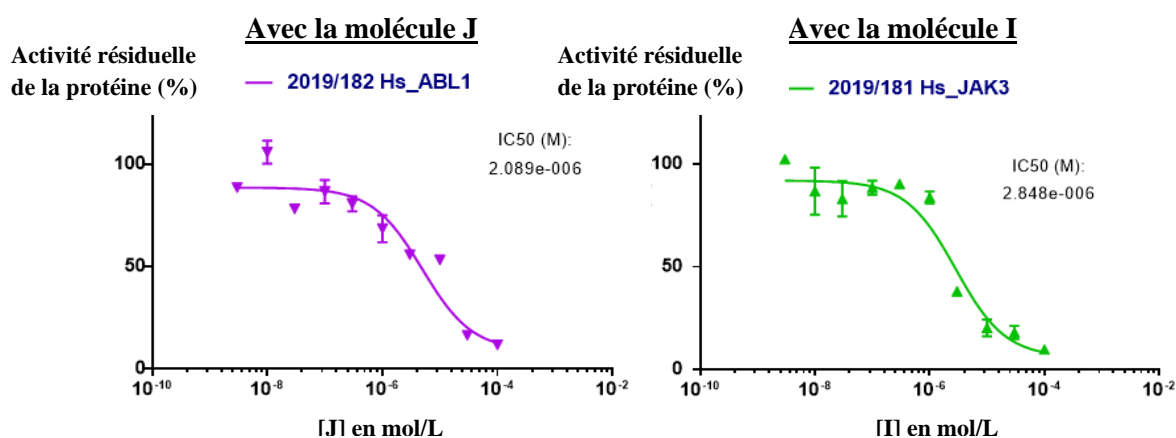 Avec la molécule J
Activité résiduelle
de la protéine (%)
2019/182 Hs_ABL1
IC50 (M):
2.089e-006
100
50
0
10-10
10-8
10-6
10-4
10-2
[J] en mol/L
Avec la molécule I
Activité résiduelle
de la protéine (%)
2019/181 Hs_JAK3
IC50 (M):
2.848e-006
100
50
0
10-10
10-8
10-6
10-4
10-2
[I] en mol/L